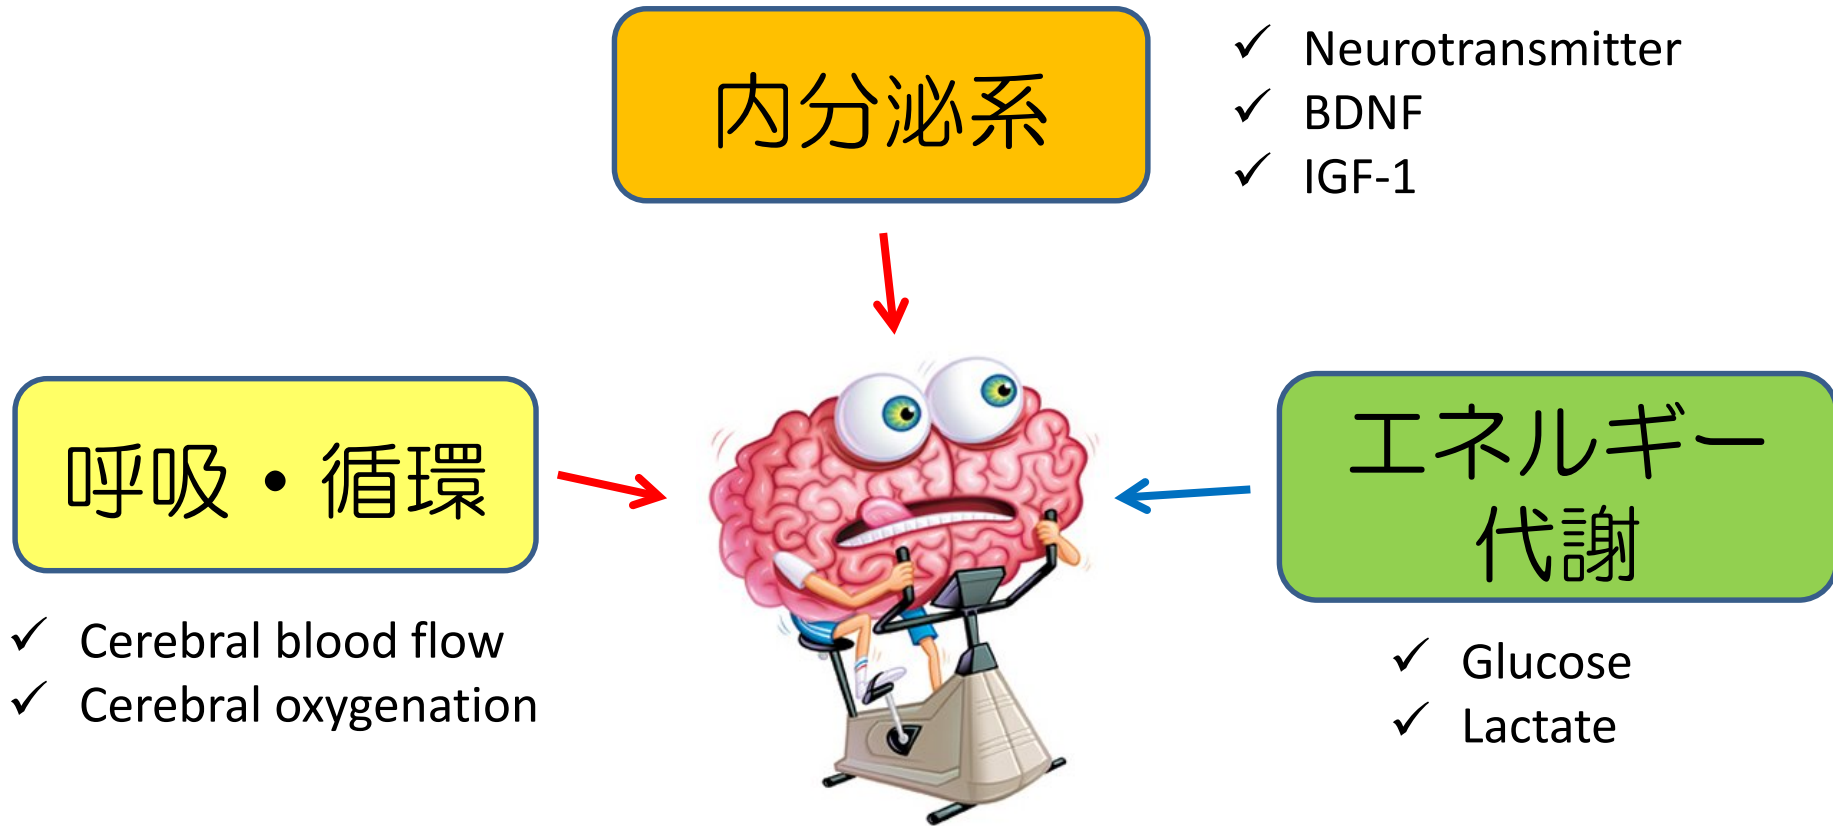 内分泌系
✓ Neurotransmitter
✓ BDNF
✓ IGF-1
呼吸・循環
✓ Cerebral blood flow
✓ Cerebral oxygenation
エネルギー
代謝
✓ Glucose
✓ Lactate